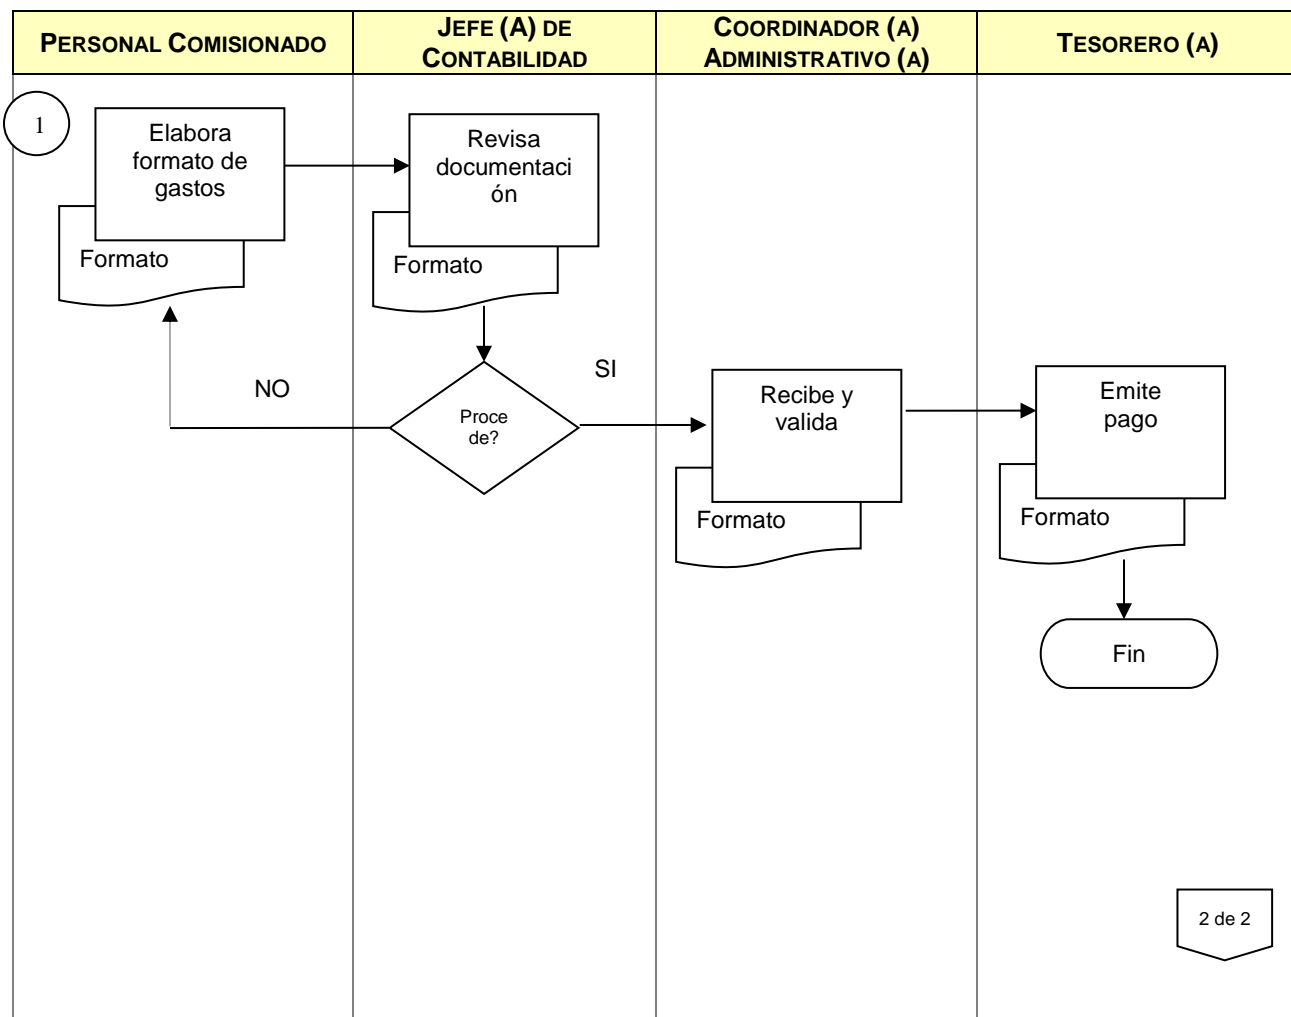 PERSONAL COMISIONADO
JEFE (A) DE
CONTABILIDAD
COORDINADOR (A)
ADMINISTRATIVO (A)
TESORERO (A)
1
Elabora
formato de
gastos
Formato
Revisa
documentaci
ón
Formato
NO
Proce
de?
SI
Recibe y
valida
Formato
Emite
pago
Formato
Fin
2 de 2